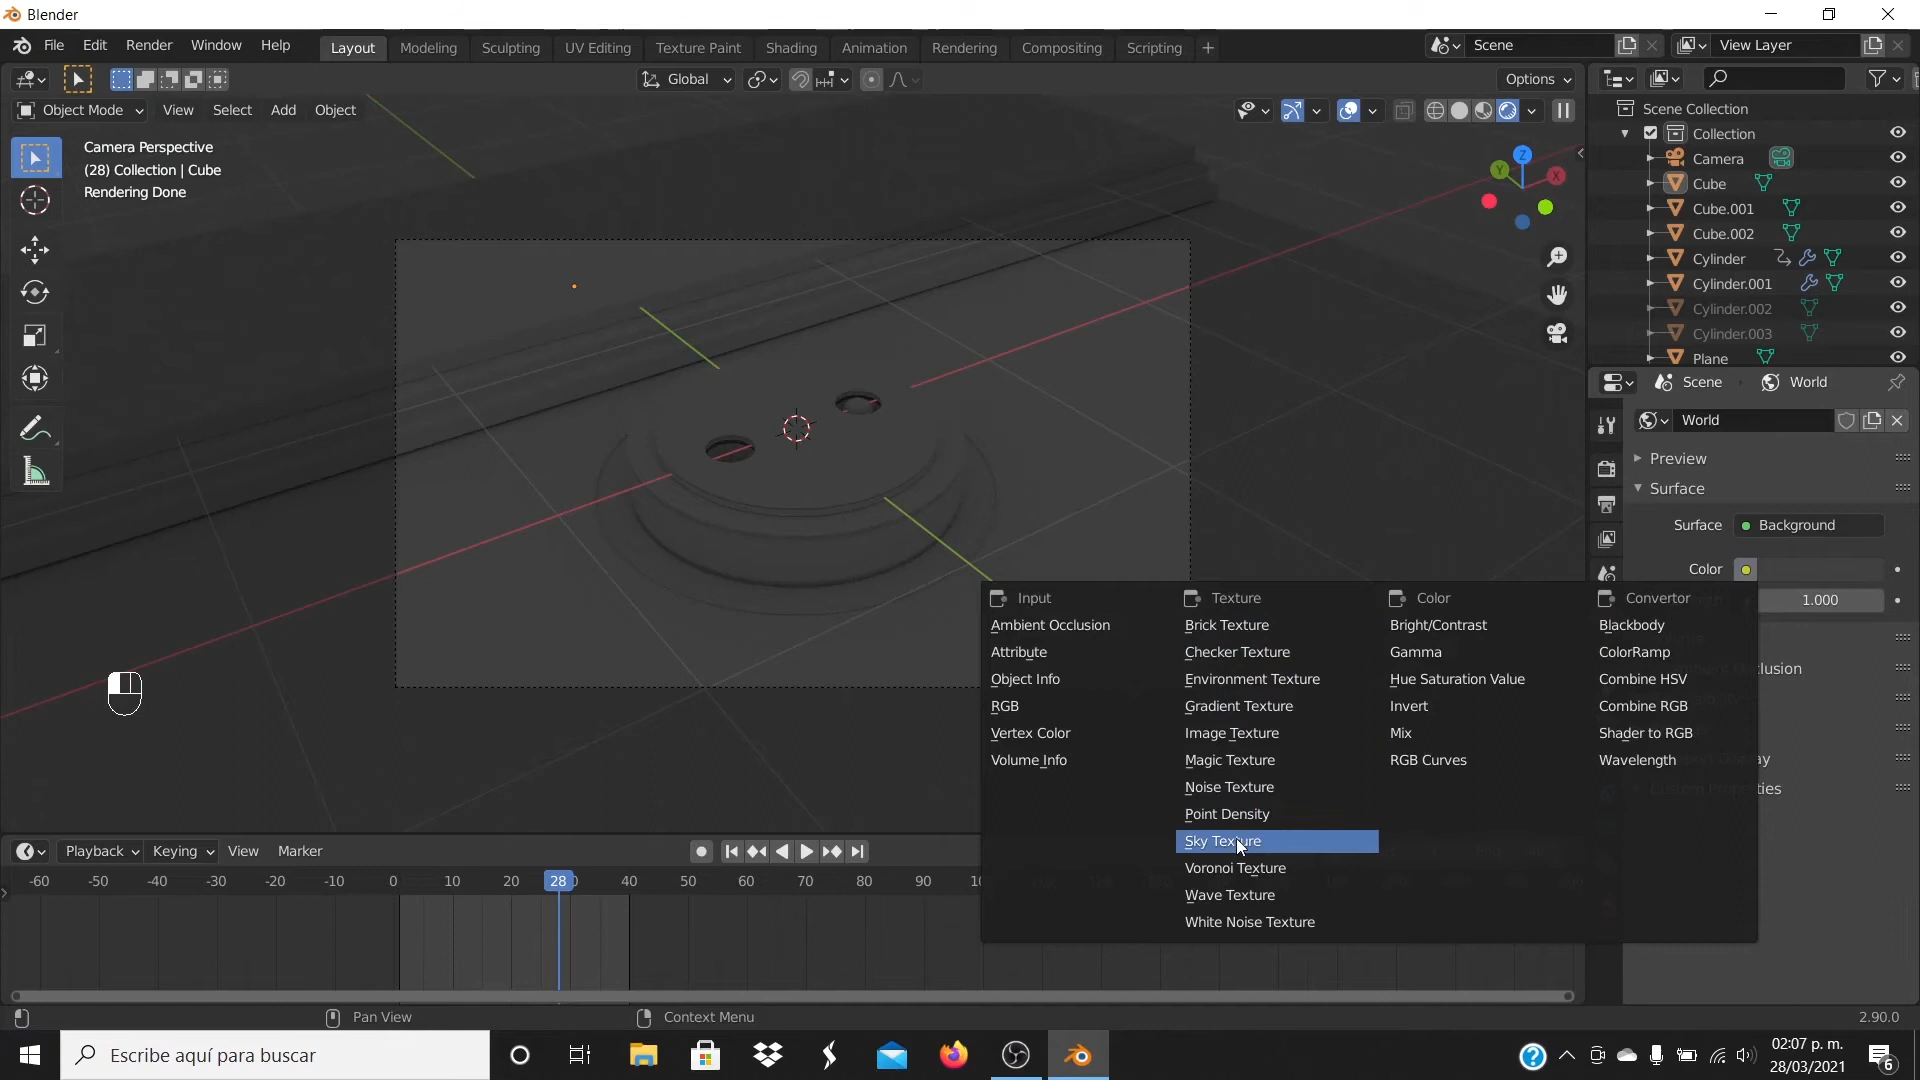 Blender
File Edit Render Window Help
Layout Modeling Sculpting UV Editing Texture Paint Shading Animation Rendering Compositing Scripting +
Scene View Layer
Global Options
Object Mode View Select Add Object
Camera Perspective
(28) Collection | Cube
Rendering Done
Z
Y
X
Scene Collection
Collection
Camera
Cube
Cube.001
Cube.002
Cylinder
Cylinder.001
Cylinder.002
Cylinder.003
Plane
Scene World
World
Preview
Surface
Surface Background
Color
1.000
Input Texture Color Convertor
Ambient Occlusion Brick Texture Bright/Contrast Blackbody
Attribute Checker Texture Gamma ColorRamp
Object Info Environment Texture Hue Saturation Value Combine HSV
RGB Gradient Texture Invert Combine RGB
Vertex Color Image Texture Mix Shader to RGB
Volume Info Magic Texture RGB Curves Wavelength
Noise Texture
Point Density
Sky Texture
Voronoi Texture
Wave Texture
White Noise Texture
Playback Keying View Marker
-60 -50 -40 -30 -20 -10 0 10 20 28 40 50 60 70 80 90
Pan View Context Menu 2.90.0
Escribe aquí para buscar
02:07 p. m.
28/03/2021
6